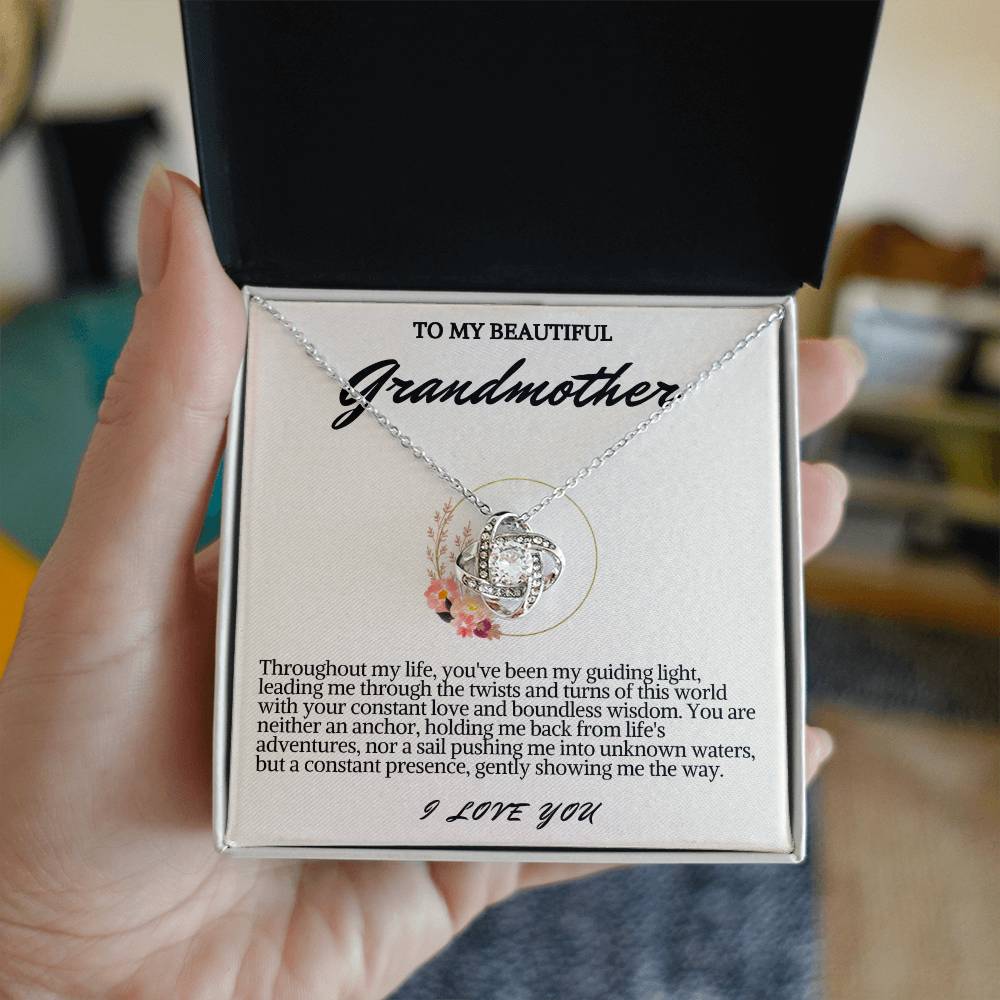 TO MY BEAUTIFUL
Grandmother
Throughout my life, you've been my guiding light,
leading me through the twists and turns of this world
with your constant love and boundless wisdom. You are
neither an anchor, holding me back from life's
adventures, nor a sail pushing me into unknown waters,
but a constant presence, gently showing me the way.
I LOVE YOU